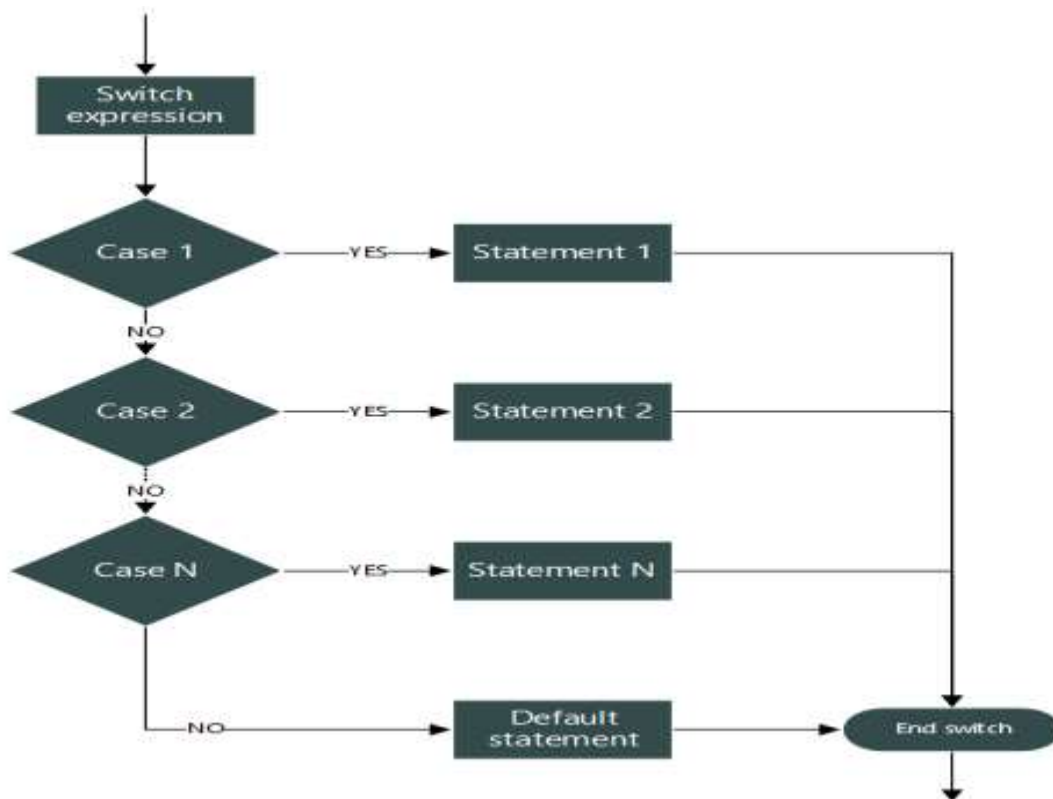 Switch
expression
Case 1
YES
Statement 1
NO
Case 2
YES
Statement 2
NO
Case N
YES
Statement N
NO
Default
statement
End switch